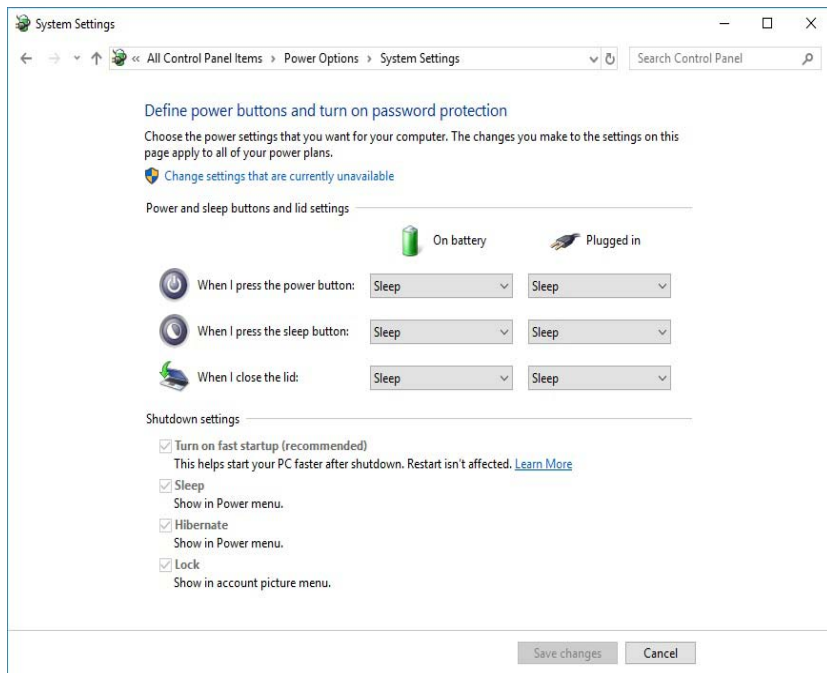 System Settings
« All Control Panel Items > Power Options > System Settings
Search Control Panel
Define power buttons and turn on password protection
Choose the power settings that you want for your computer. The changes you make to the settings on this
page apply to all of your power plans.
Change settings that are currently unavailable
Power and sleep buttons and lid settings
On battery Plugged in
When I press the power button: Sleep Sleep
When I press the sleep button: Sleep Sleep
When I close the lid: Sleep Sleep
Shutdown settings
Turn on fast startup (recommended)
This helps start your PC faster after shutdown. Restart isn't affected. Learn More
Sleep
Show in Power menu.
Hibernate
Show in Power menu.
Lock
Show in account picture menu.
Save changes Cancel